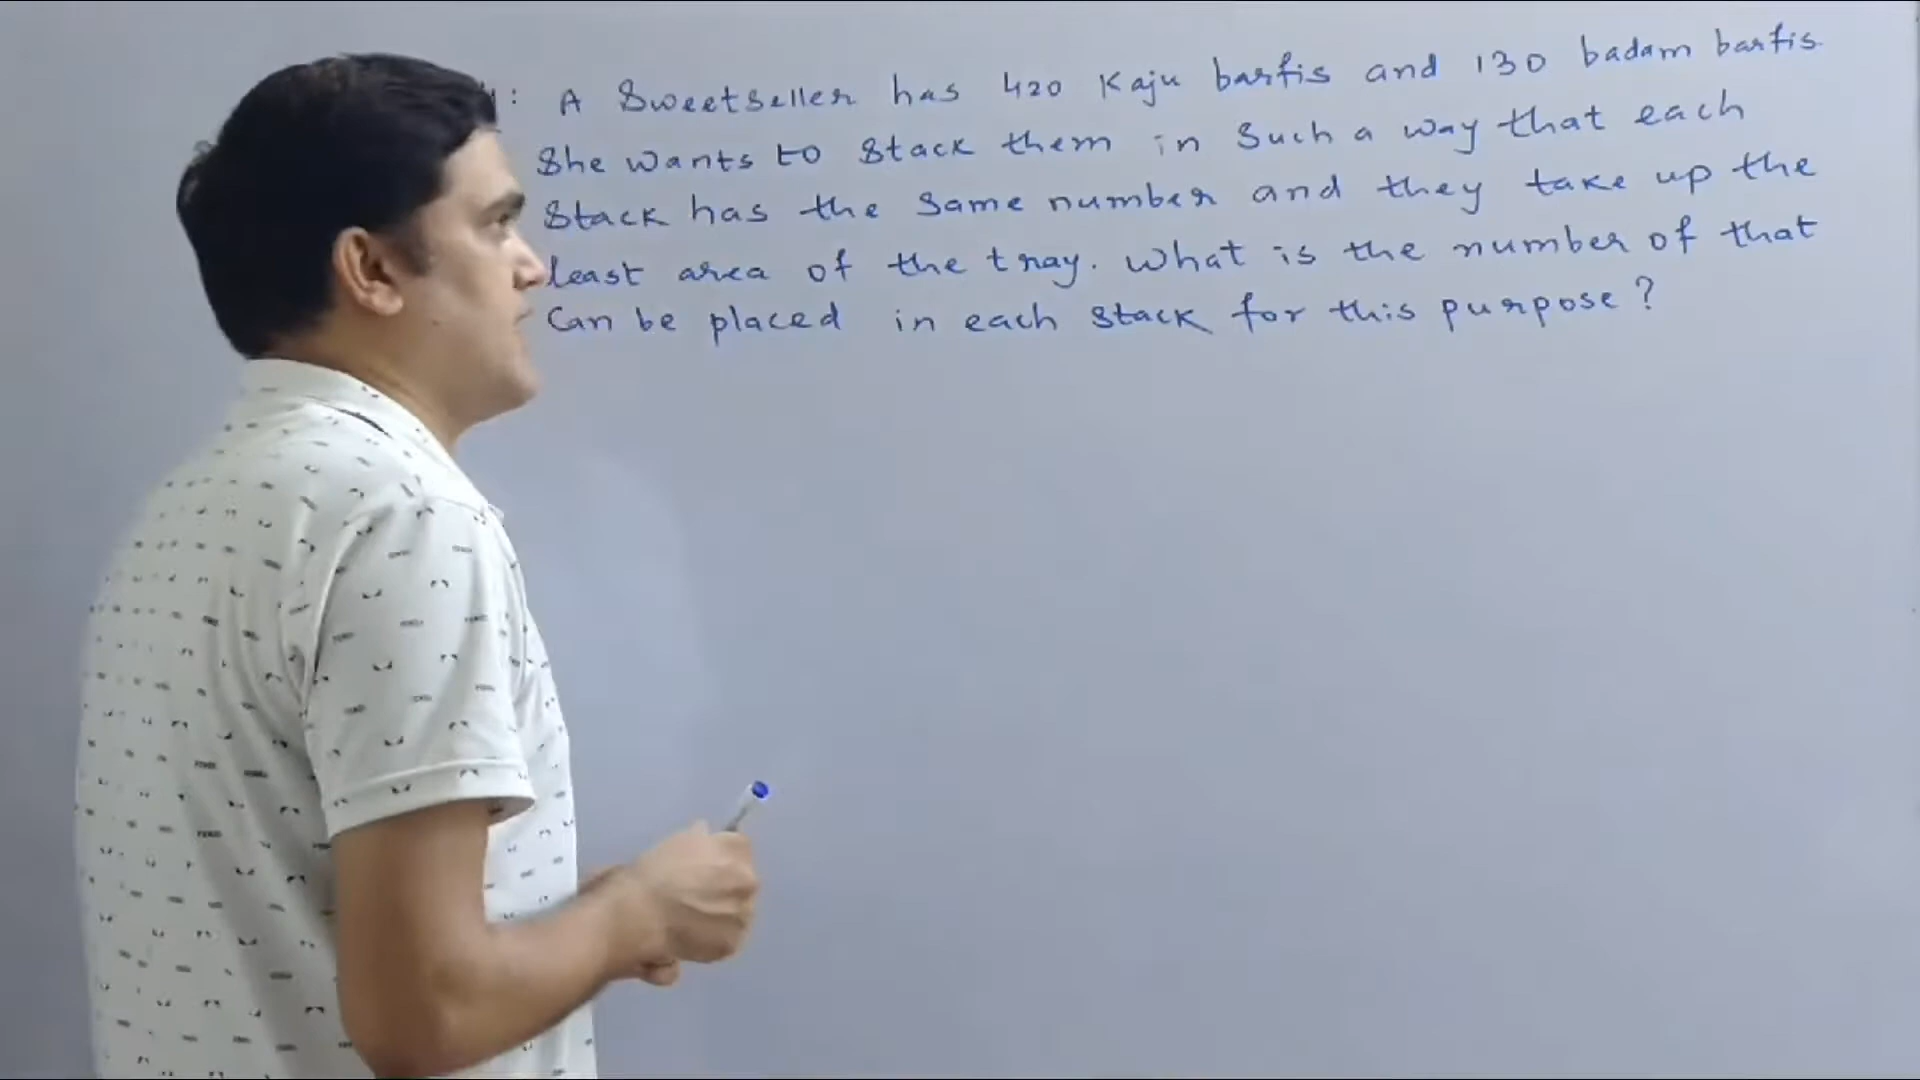 : A Sweetseller has 420 Kaju barfis and 130 badam barfis.
She wants to stack them in such a way that each
stack has the same number and they take up the
least area of the tray. What is the number of that
Can be placed in each stack for this purpose?